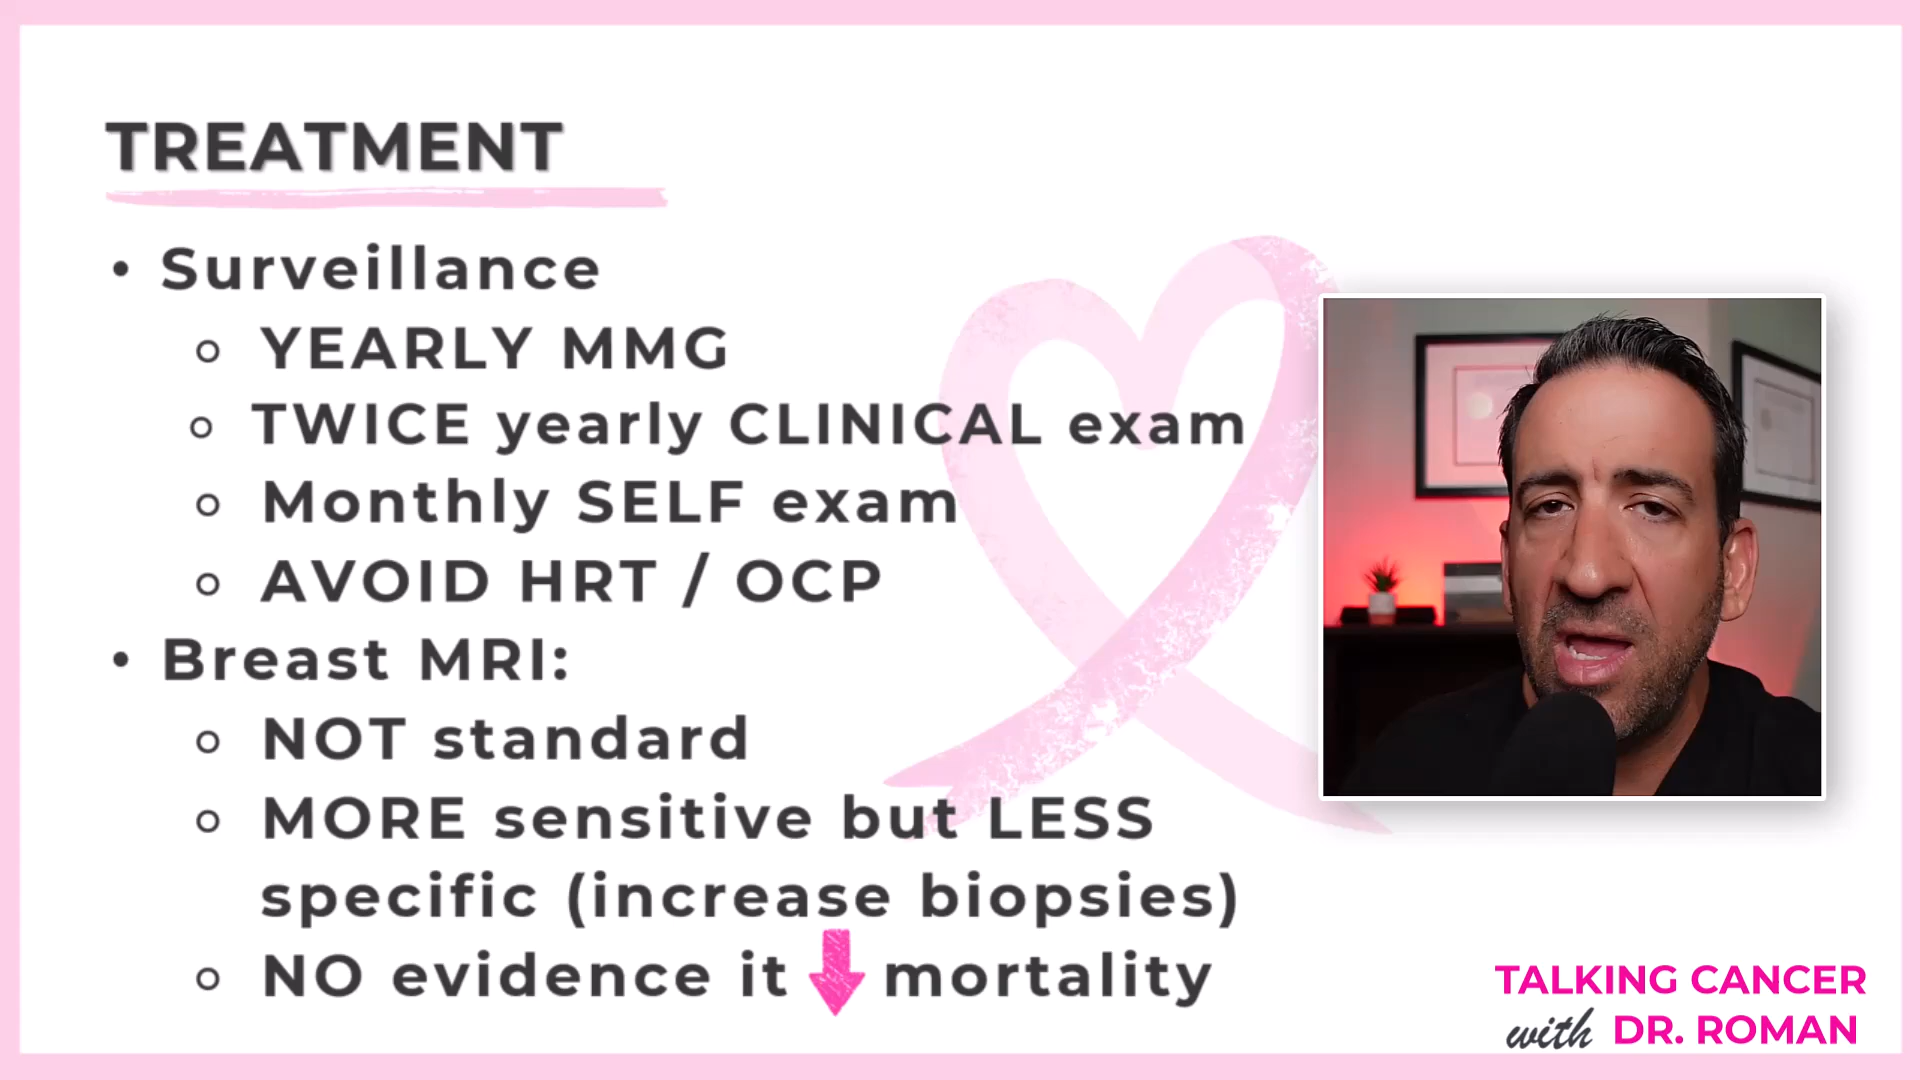 TREATMENT
• Surveillance
○ YEARLY MMG
○ TWICE yearly CLINICAL exam
○ Monthly SELF exam
○ AVOID HRT / OCP
• Breast MRI:
○ NOT standard
○ MORE sensitive but LESS
specific (increase biopsies)
○ NO evidence it ↓ mortality
TALKING CANCER
with DR. ROMAN